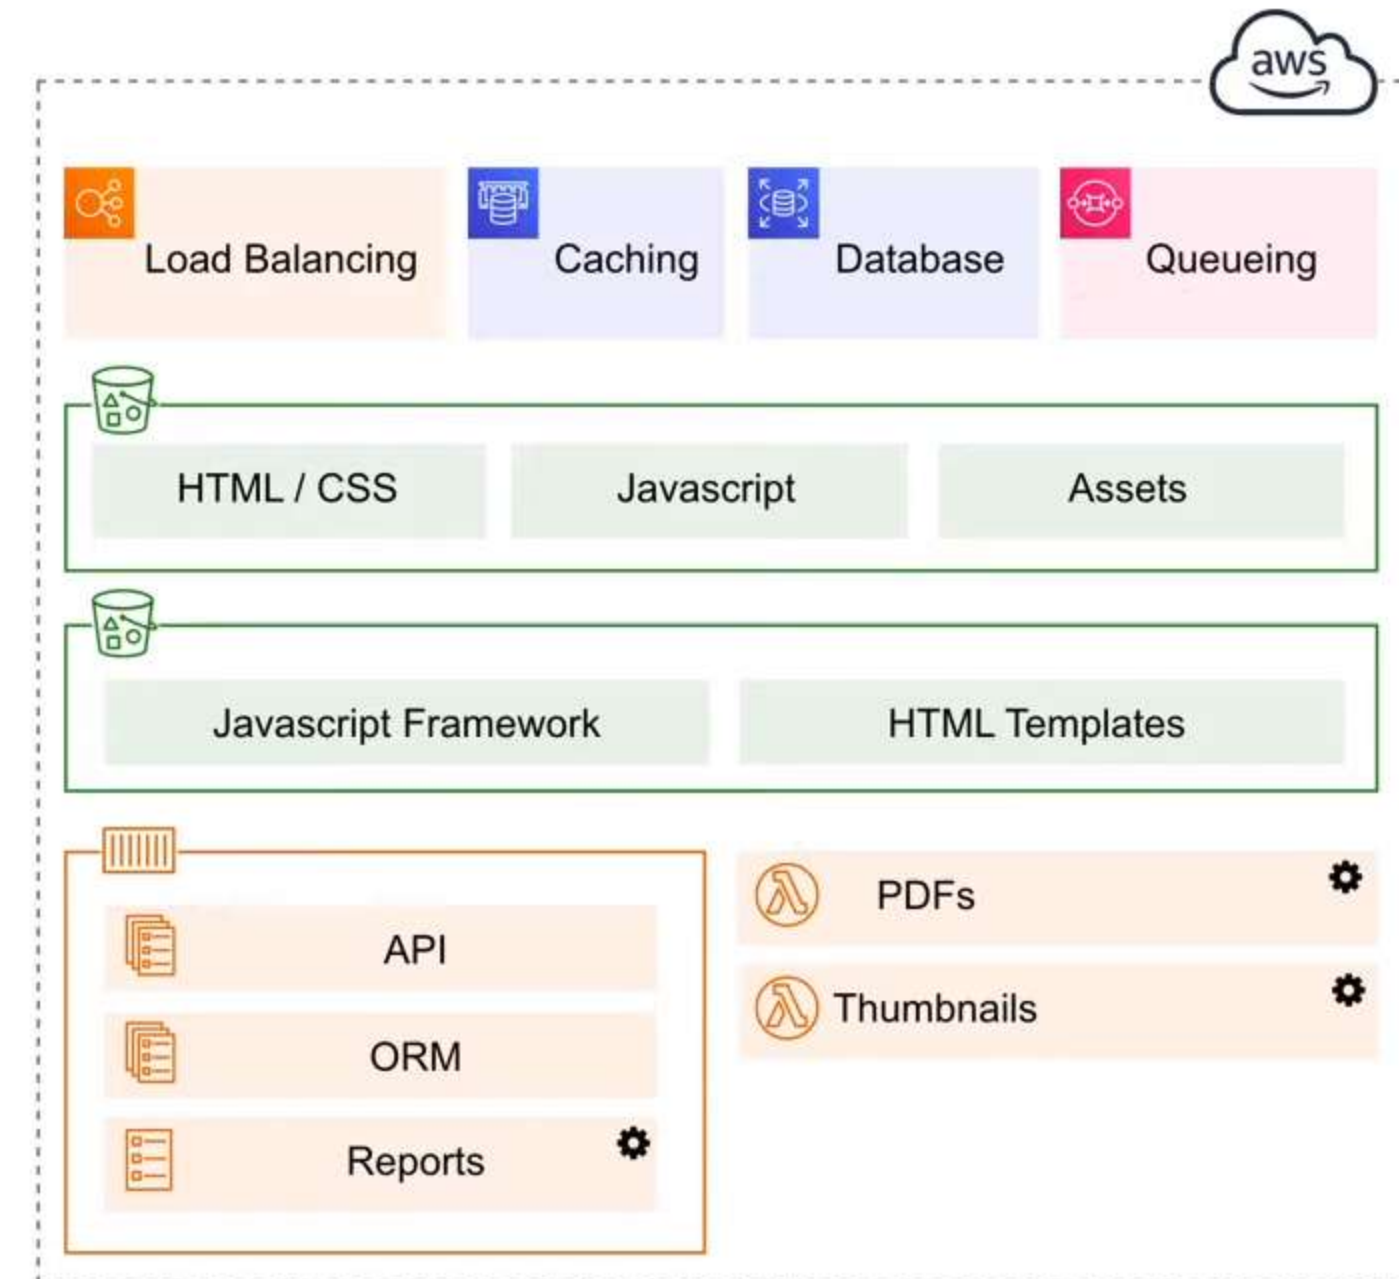 aws
Load Balancing
Caching
Database
Queueing
HTML / CSS
Javascript
Assets
Javascript Framework
HTML Templates
API
ORM
Reports
PDFs
Thumbnails